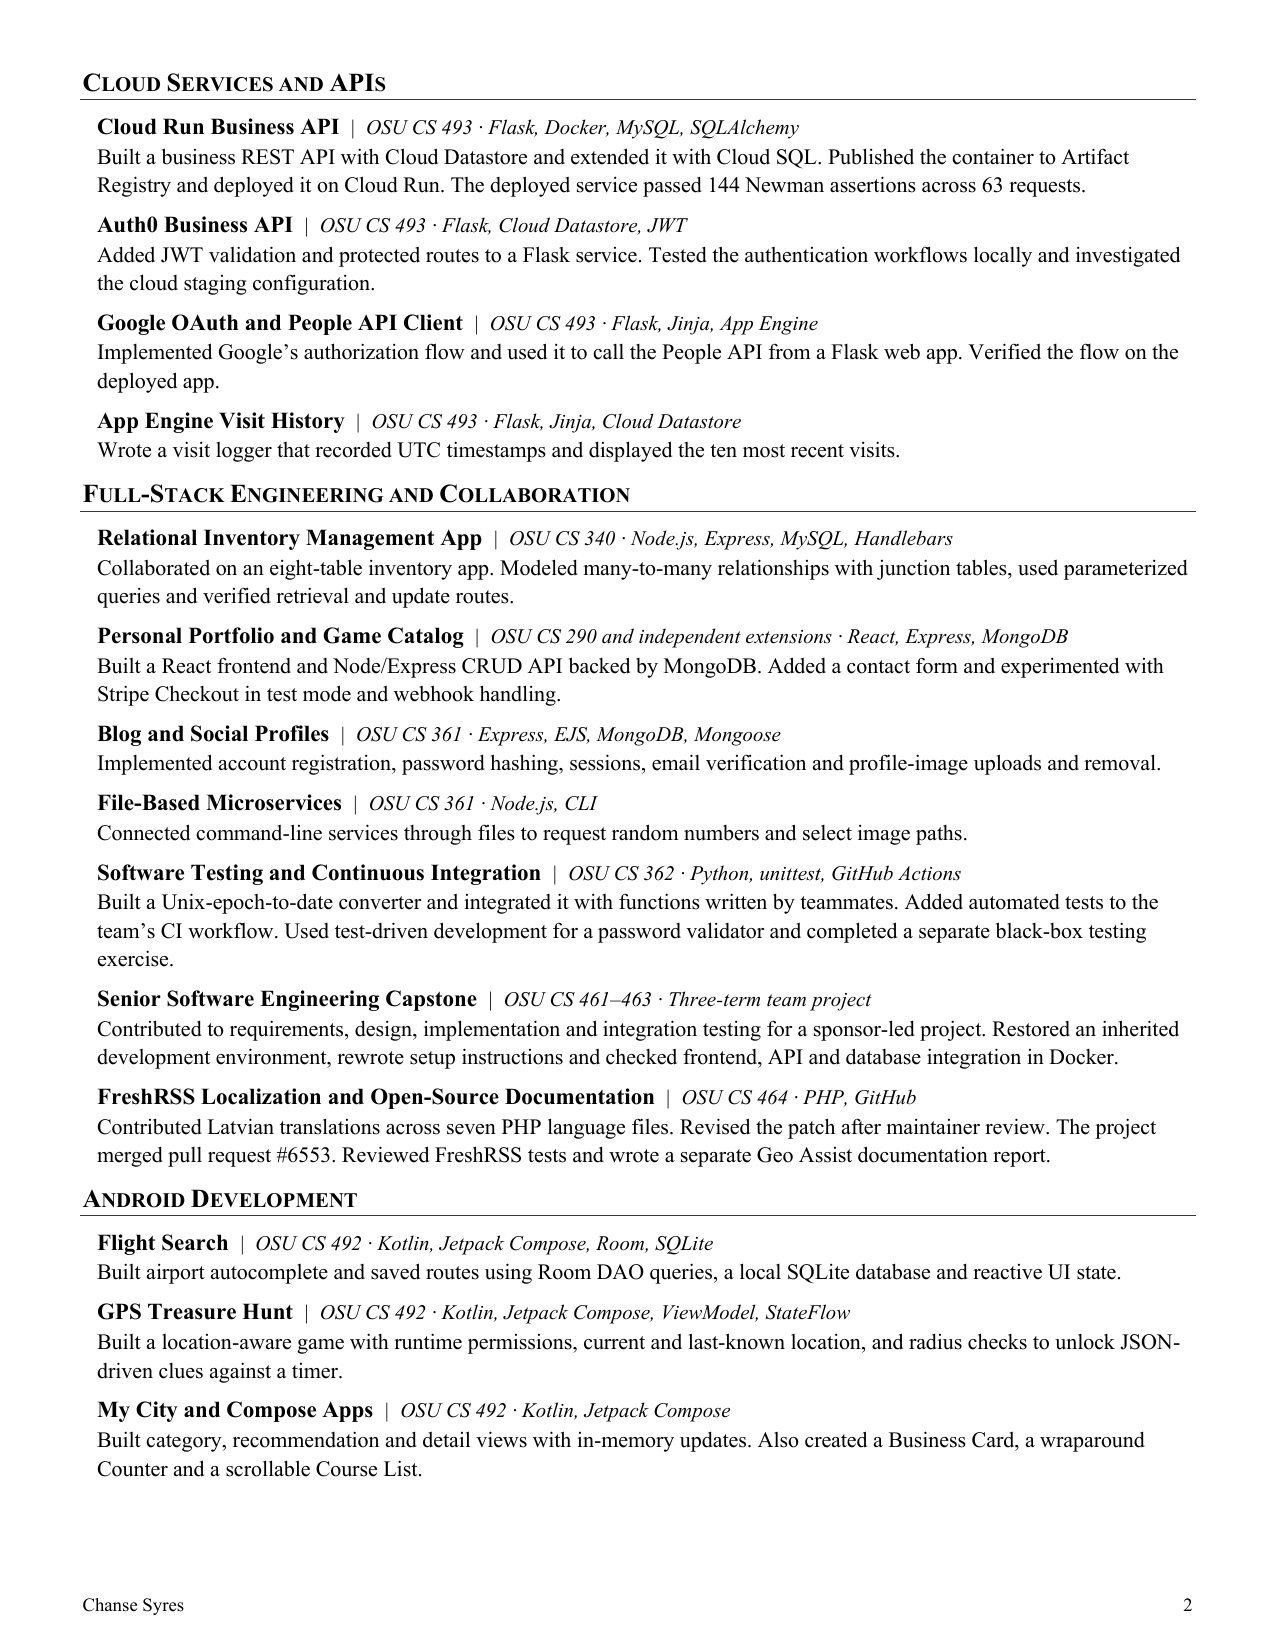 CLOUD SERVICES AND APIS
Cloud Run Business API | OSU CS 493 · Flask, Docker, MySQL, SQLAlchemy
Built a business REST API with Cloud Datastore and extended it with Cloud SQL. Published the container to Artifact
Registry and deployed it on Cloud Run. The deployed service passed 144 Newman assertions across 63 requests.
Auth0 Business API | OSU CS 493 · Flask, Cloud Datastore, JWT
Added JWT validation and protected routes to a Flask service. Tested the authentication workflows locally and investigated
the cloud staging configuration.
Google OAuth and People API Client | OSU CS 493 · Flask, Jinja, App Engine
Implemented Google’s authorization flow and used it to call the People API from a Flask web app. Verified the flow on the
deployed app.
App Engine Visit History | OSU CS 493 · Flask, Jinja, Cloud Datastore
Wrote a visit logger that recorded UTC timestamps and displayed the ten most recent visits.
FULL-STACK ENGINEERING AND COLLABORATION
Relational Inventory Management App | OSU CS 340 · Node.js, Express, MySQL, Handlebars
Collaborated on an eight-table inventory app. Modeled many-to-many relationships with junction tables, used parameterized
queries and verified retrieval and update routes.
Personal Portfolio and Game Catalog | OSU CS 290 and independent extensions · React, Express, MongoDB
Built a React frontend and Node/Express CRUD API backed by MongoDB. Added a contact form and experimented with
Stripe Checkout in test mode and webhook handling.
Blog and Social Profiles | OSU CS 361 · Express, EJS, MongoDB, Mongoose
Implemented account registration, password hashing, sessions, email verification and profile-image uploads and removal.
File-Based Microservices | OSU CS 361 · Node.js, CLI
Connected command-line services through files to request random numbers and select image paths.
Software Testing and Continuous Integration | OSU CS 362 · Python, unittest, GitHub Actions
Built a Unix-epoch-to-date converter and integrated it with functions written by teammates. Added automated tests to the
team’s CI workflow. Used test-driven development for a password validator and completed a separate black-box testing
exercise.
Senior Software Engineering Capstone | OSU CS 461–463 · Three-term team project
Contributed to requirements, design, implementation and integration testing for a sponsor-led project. Restored an inherited
development environment, rewrote setup instructions and checked frontend, API and database integration in Docker.
FreshRSS Localization and Open-Source Documentation | OSU CS 464 · PHP, GitHub
Contributed Latvian translations across seven PHP language files. Revised the patch after maintainer review. The project
merged pull request #6553. Reviewed FreshRSS tests and wrote a separate Geo Assist documentation report.
ANDROID DEVELOPMENT
Flight Search | OSU CS 492 · Kotlin, Jetpack Compose, Room, SQLite
Built airport autocomplete and saved routes using Room DAO queries, a local SQLite database and reactive UI state.
GPS Treasure Hunt | OSU CS 492 · Kotlin, Jetpack Compose, ViewModel, StateFlow
Built a location-aware game with runtime permissions, current and last-known location, and radius checks to unlock JSON-
driven clues against a timer.
My City and Compose Apps | OSU CS 492 · Kotlin, Jetpack Compose
Built category, recommendation and detail views with in-memory updates. Also created a Business Card, a wraparound
Counter and a scrollable Course List.
Chanse Syres 2